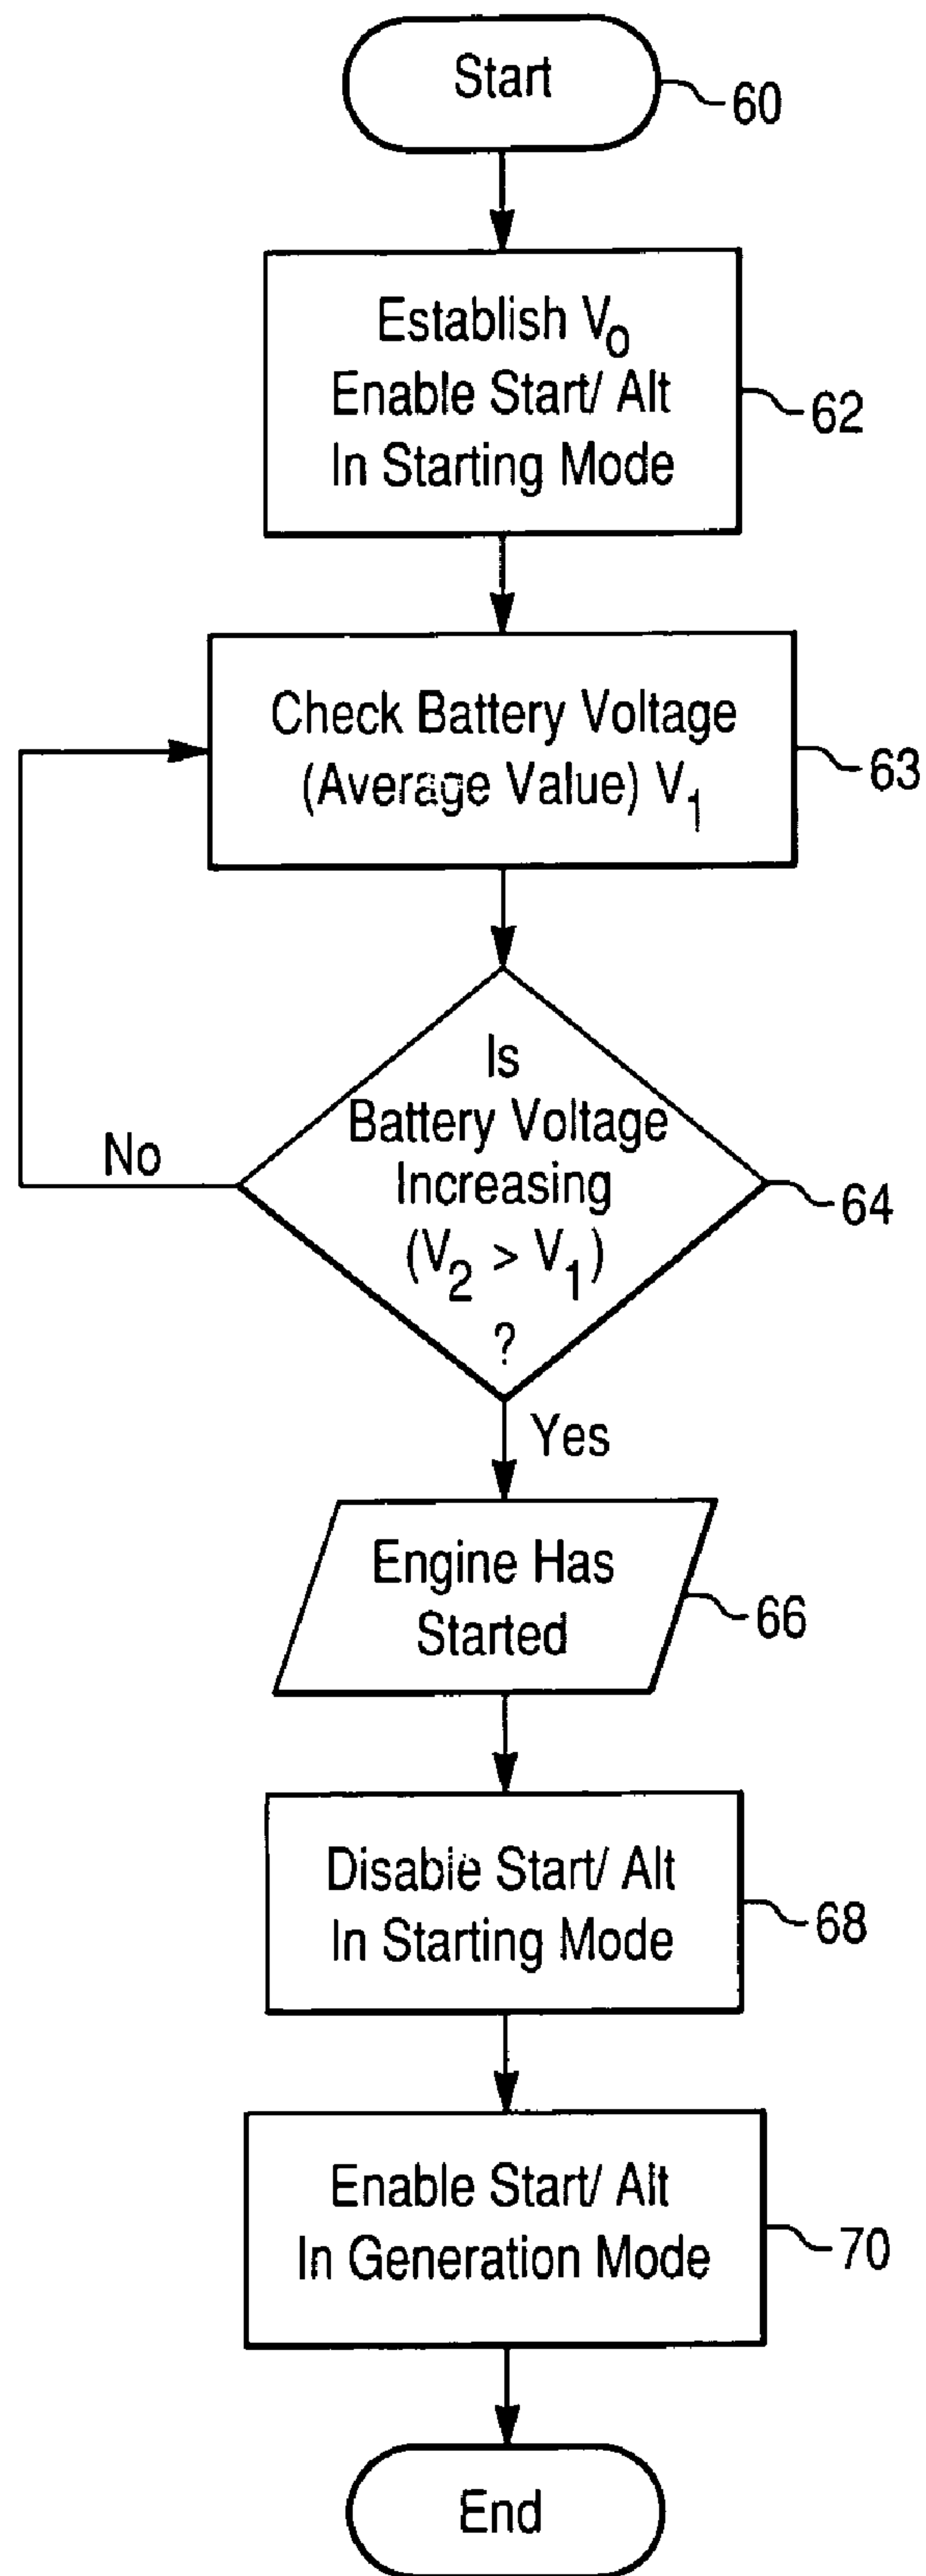 Start
60
Establish V0
Enable Start/ Alt
In Starting Mode
62
Check Battery Voltage
(Average Value) V1
63
Is
Battery Voltage
Increasing
(V2 > V1)
?
64
No
Yes
Engine Has
Started
66
Disable Start/ Alt
In Starting Mode
68
Enable Start/ Alt
In Generation Mode
70
End